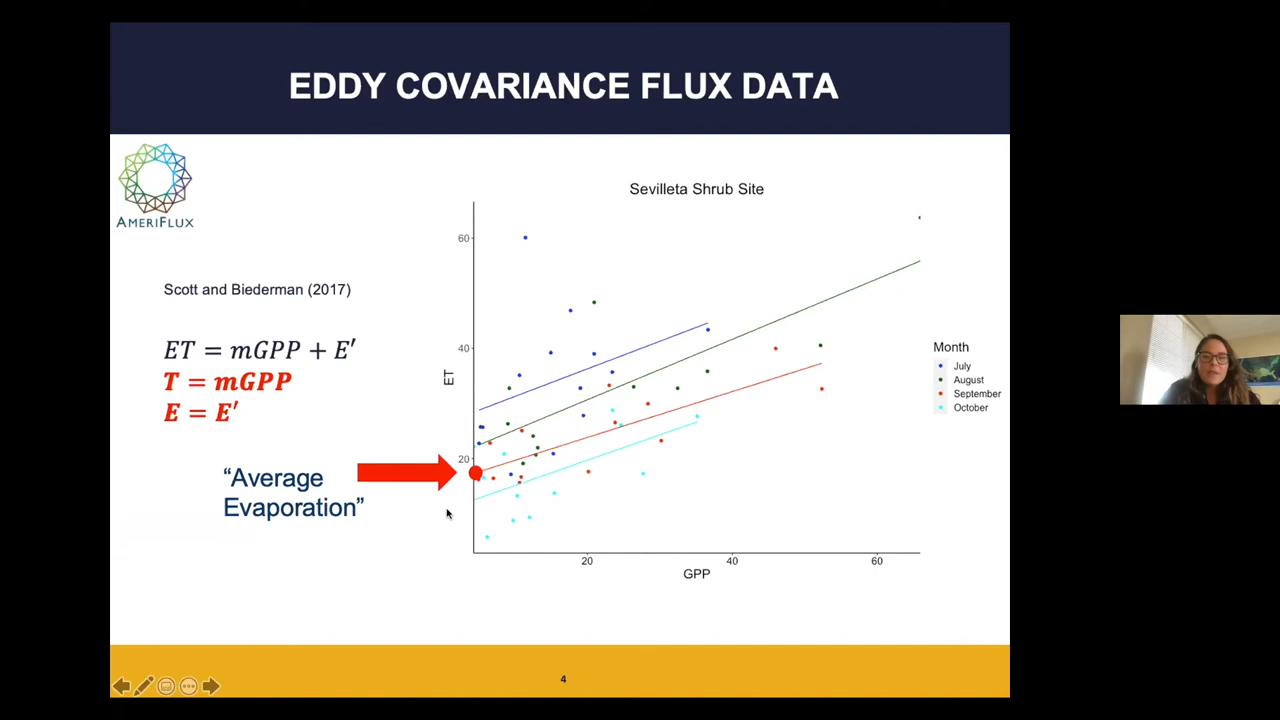 EDDY COVARIANCE FLUX DATA
AMERIFLUX
Scott and Biederman (2017)
ET = mGPP + E′
T = mGPP
E = E′
“Average
Evaporation”
Sevilleta Shrub Site
60
40
20
ET
20
40
60
GPP
Month
July
August
September
October
4